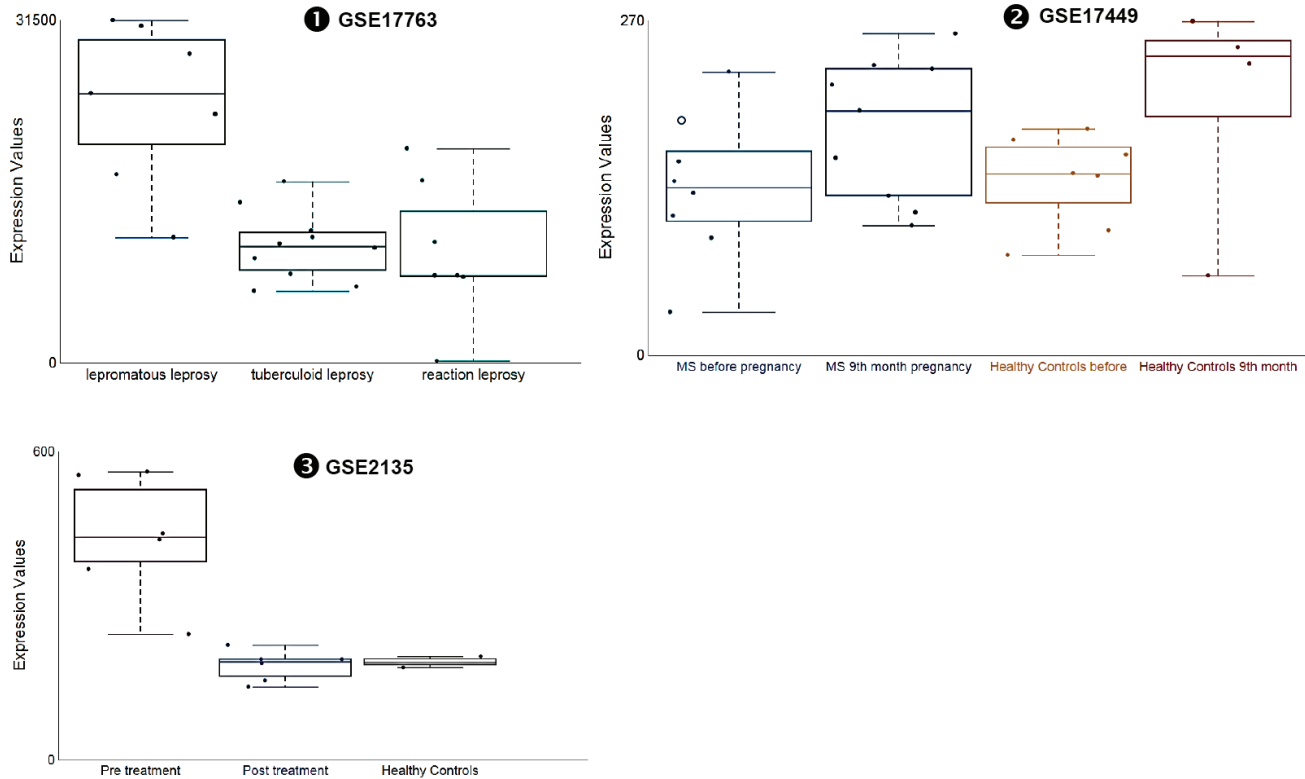 ❶ GSE17763
31500
Expression Values
0
lepromatous leprosy
tuberculoid leprosy
reaction leprosy
❷ GSE17449
270
Expression Values
0
MS before pregnancy
MS 9th month pregnancy
Healthy Controls before
Healthy Controls 9th month
❸ GSE2135
600
Expression Values
0
Pre treatment
Post treatment
Healthy Controls